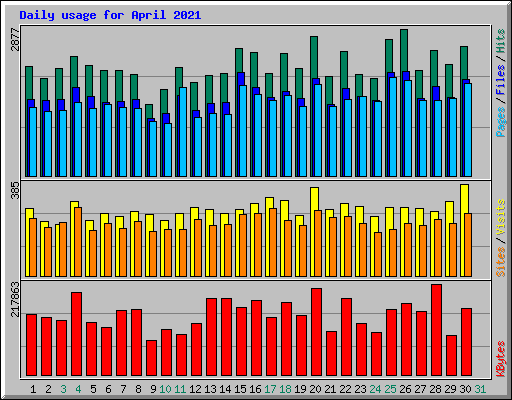 Daily usage for April 2021
2877
Pages / Files / Hits
385
Sites / Visits
217863
KBytes
1 2 3 4 5 6 7 8 9 10 11 12 13 14 15 16 17 18 19 20 21 22 23 24 25 26 27 28 29 30 31